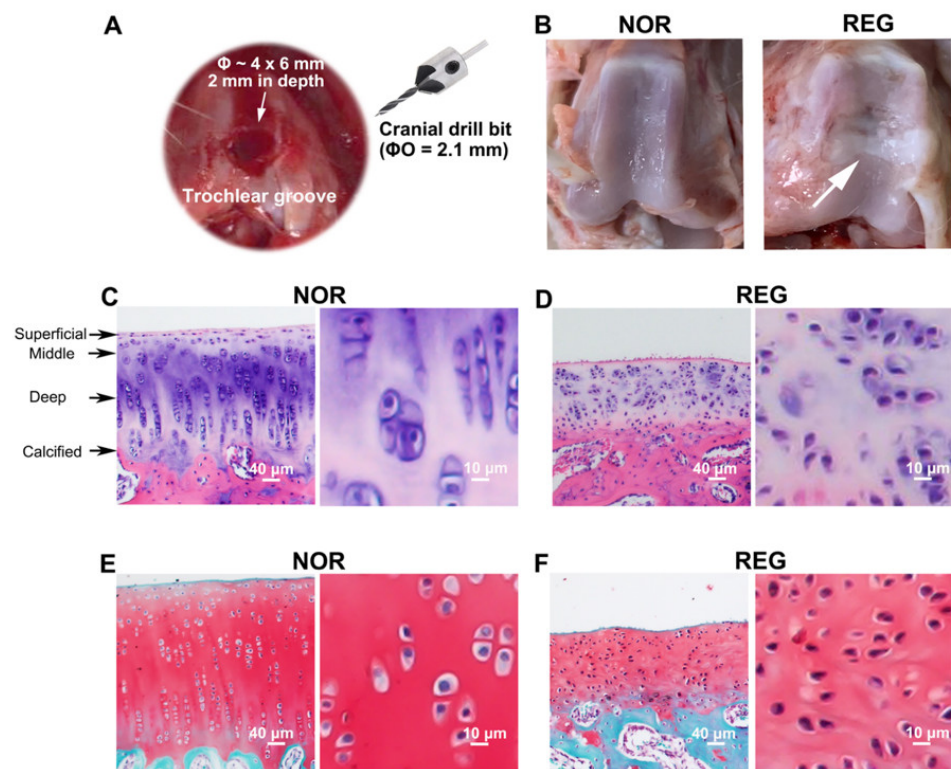 A
Φ ~ 4 x 6 mm
2 mm in depth
Trochlear groove
Cranial drill bit
(ΦO = 2.1 mm)
B
NOR
REG
C
NOR
Superficial
Middle
Deep
Calcified
40 µm
10 µm
D
REG
40 µm
10 µm
E
NOR
40 µm
10 µm
F
REG
40 µm
10 µm